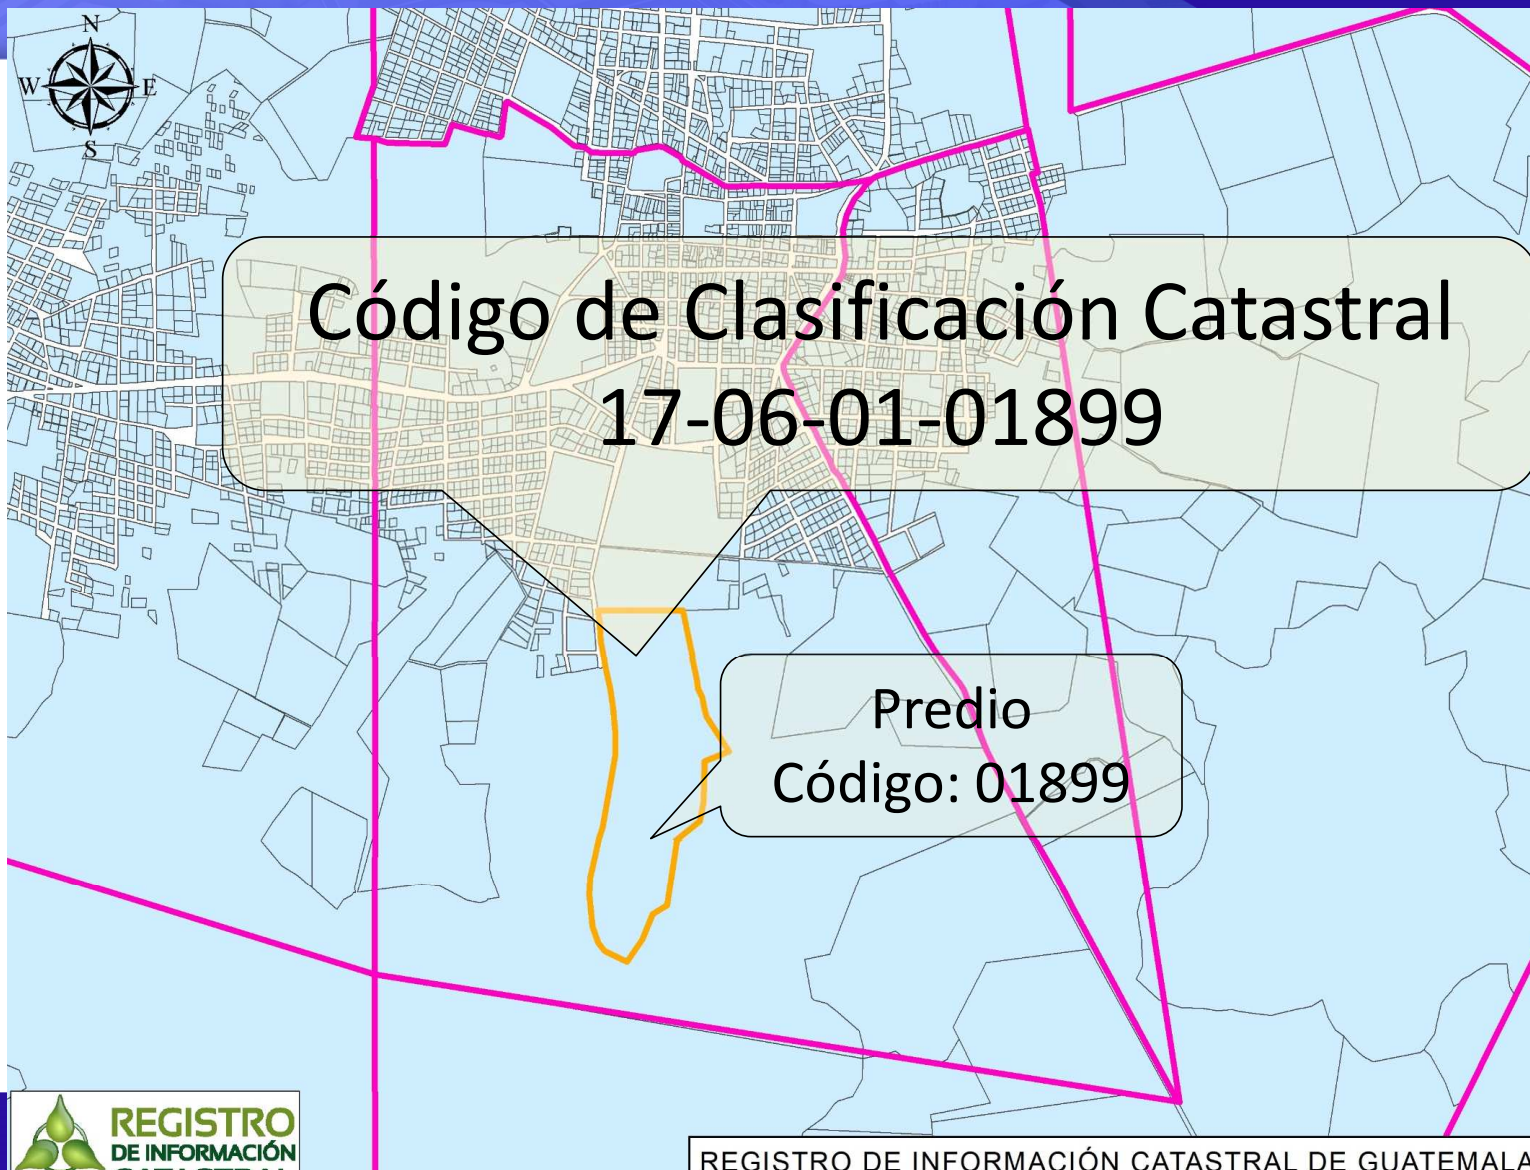 N
W E
S
Código de Clasificación Catastral
17-06-01-01899
Predio
Código: 01899
REGISTRO
DE INFORMACIÓN
CATASTRAL
REGISTRO DE INFORMACIÓN CATASTRAL DE GUATEMALA